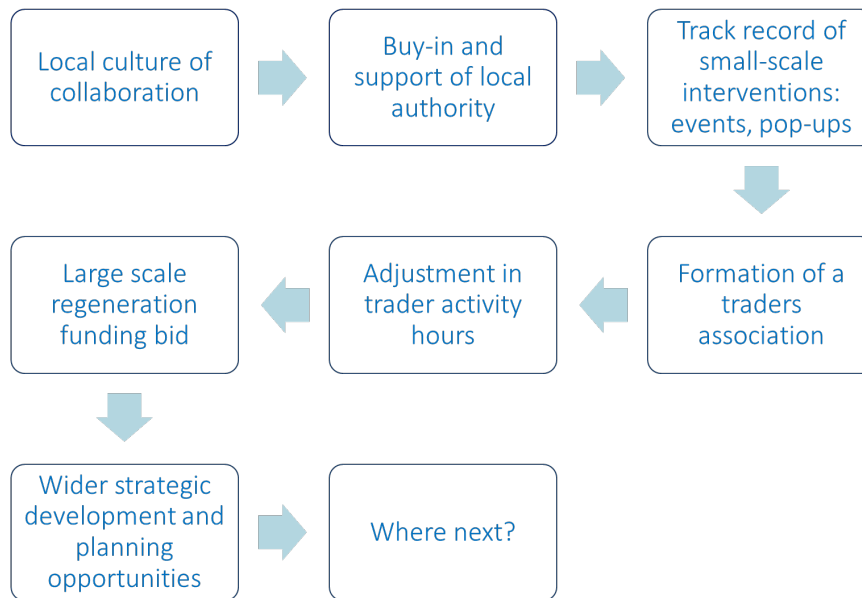 Local culture of
collaboration
Buy-in and
support of local
authority
Track record of
small-scale
interventions:
events, pop-ups
Formation of a
traders
association
Adjustment in
trader activity
hours
Large scale
regeneration
funding bid
Wider strategic
development and
planning
opportunities
Where next?